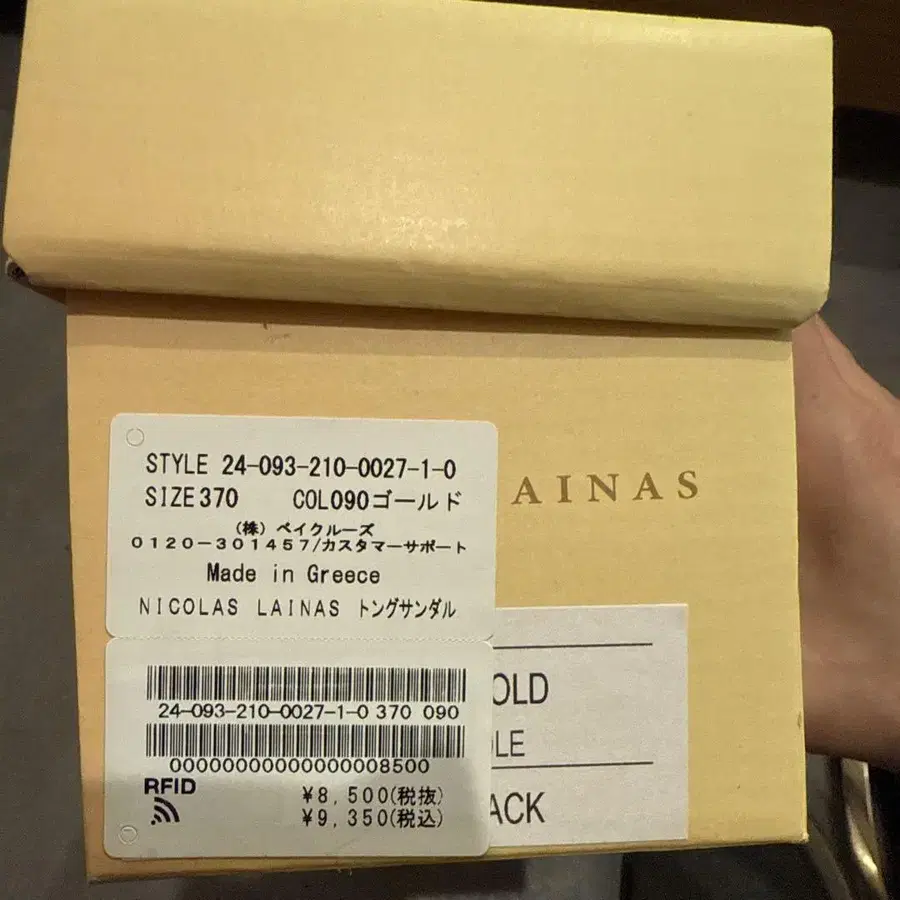 STYLE 24-093-210-0027-1-0
SIZE370 COL090ゴールド
(株)ベイクルーズ
0120-301457/カスタマーサポート
Made in Greece
NICOLAS LAINAS トングサンダル
24-093-210-0027-1-0 370 090
00000000000000008500
RFID
¥8,500(税抜)
¥9,350(税込)
AINAS
OLD
LE
ACK